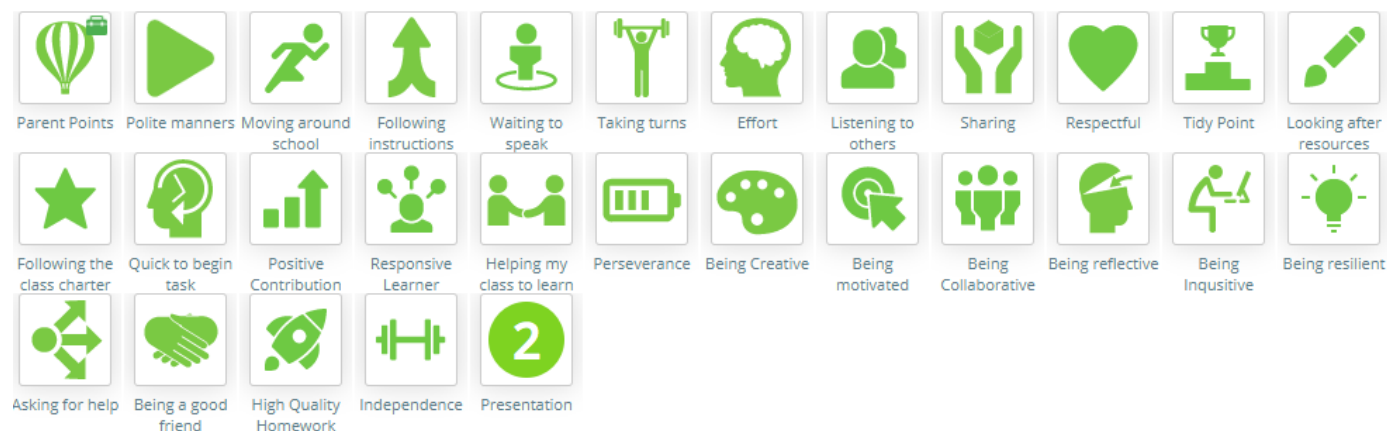 Parent Points
Polite manners
Moving around
school
Following
instructions
Waiting to
speak
Taking turns
Effort
Listening to
others
Sharing
Respectful
Tidy Point
Looking after
resources
Following the
class charter
Quick to begin
task
Positive
Contribution
Responsive
Learner
Helping my
class to learn
Perseverance
Being Creative
Being
motivated
Being
Collaborative
Being reflective
Being
Inqusitive
Being resilient
Asking for help
Being a good
friend
High Quality
Homework
Independence
2
Presentation